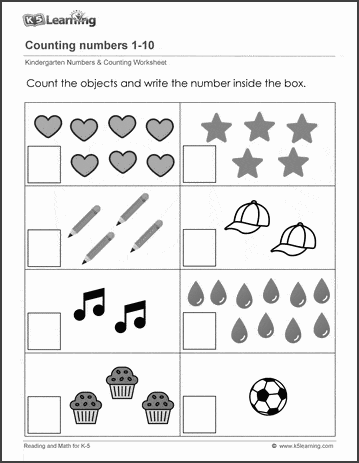 K5 Learning
Counting numbers 1-10
Kindergarten Numbers & Counting Worksheet
Count the objects and write the number inside the box.
Reading and Math for K-5
© www.k5learning.com